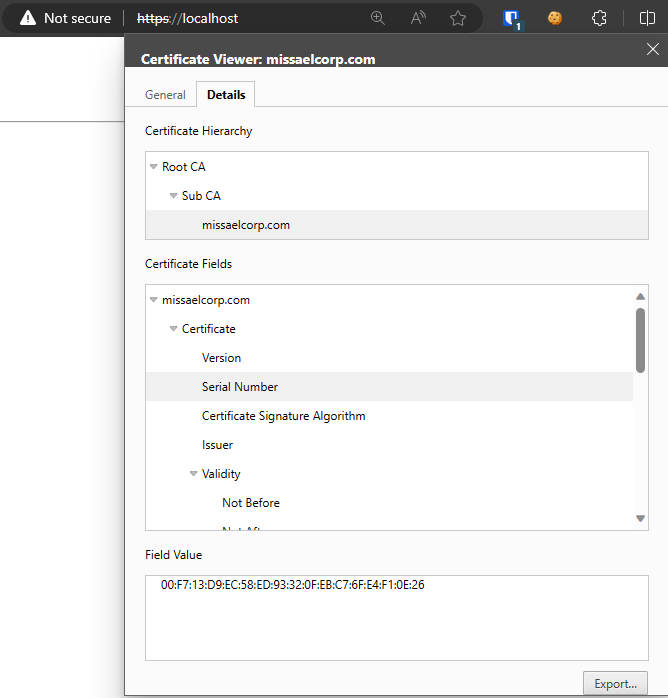 Not secure https://localhost
1
Certificate Viewer: missaelcorp.com
General Details
Certificate Hierarchy
Root CA
Sub CA
missaelcorp.com
Certificate Fields
missaelcorp.com
Certificate
Version
Serial Number
Certificate Signature Algorithm
Issuer
Validity
Not Before
Field Value
00:F7:13:D9:EC:58:ED:93:32:0F:EB:C7:6F:E4:F1:0E:26
Export...